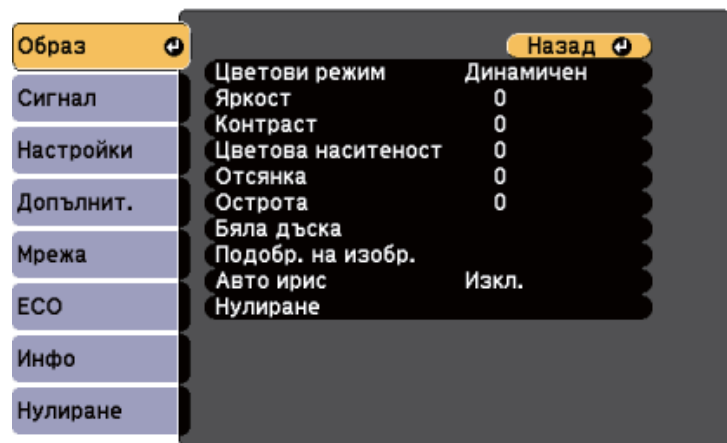 Образ
Сигнал
Настройки
Допълнит.
Мрежа
ECO
Инфо
Нулиране
Назад
Цветови режим Динамичен
Яркост 0
Контраст 0
Цветова наситеност 0
Отсянка 0
Острота 0
Бяла дъска
Подобр. на изобр.
Авто ирис Изкл.
Нулиране